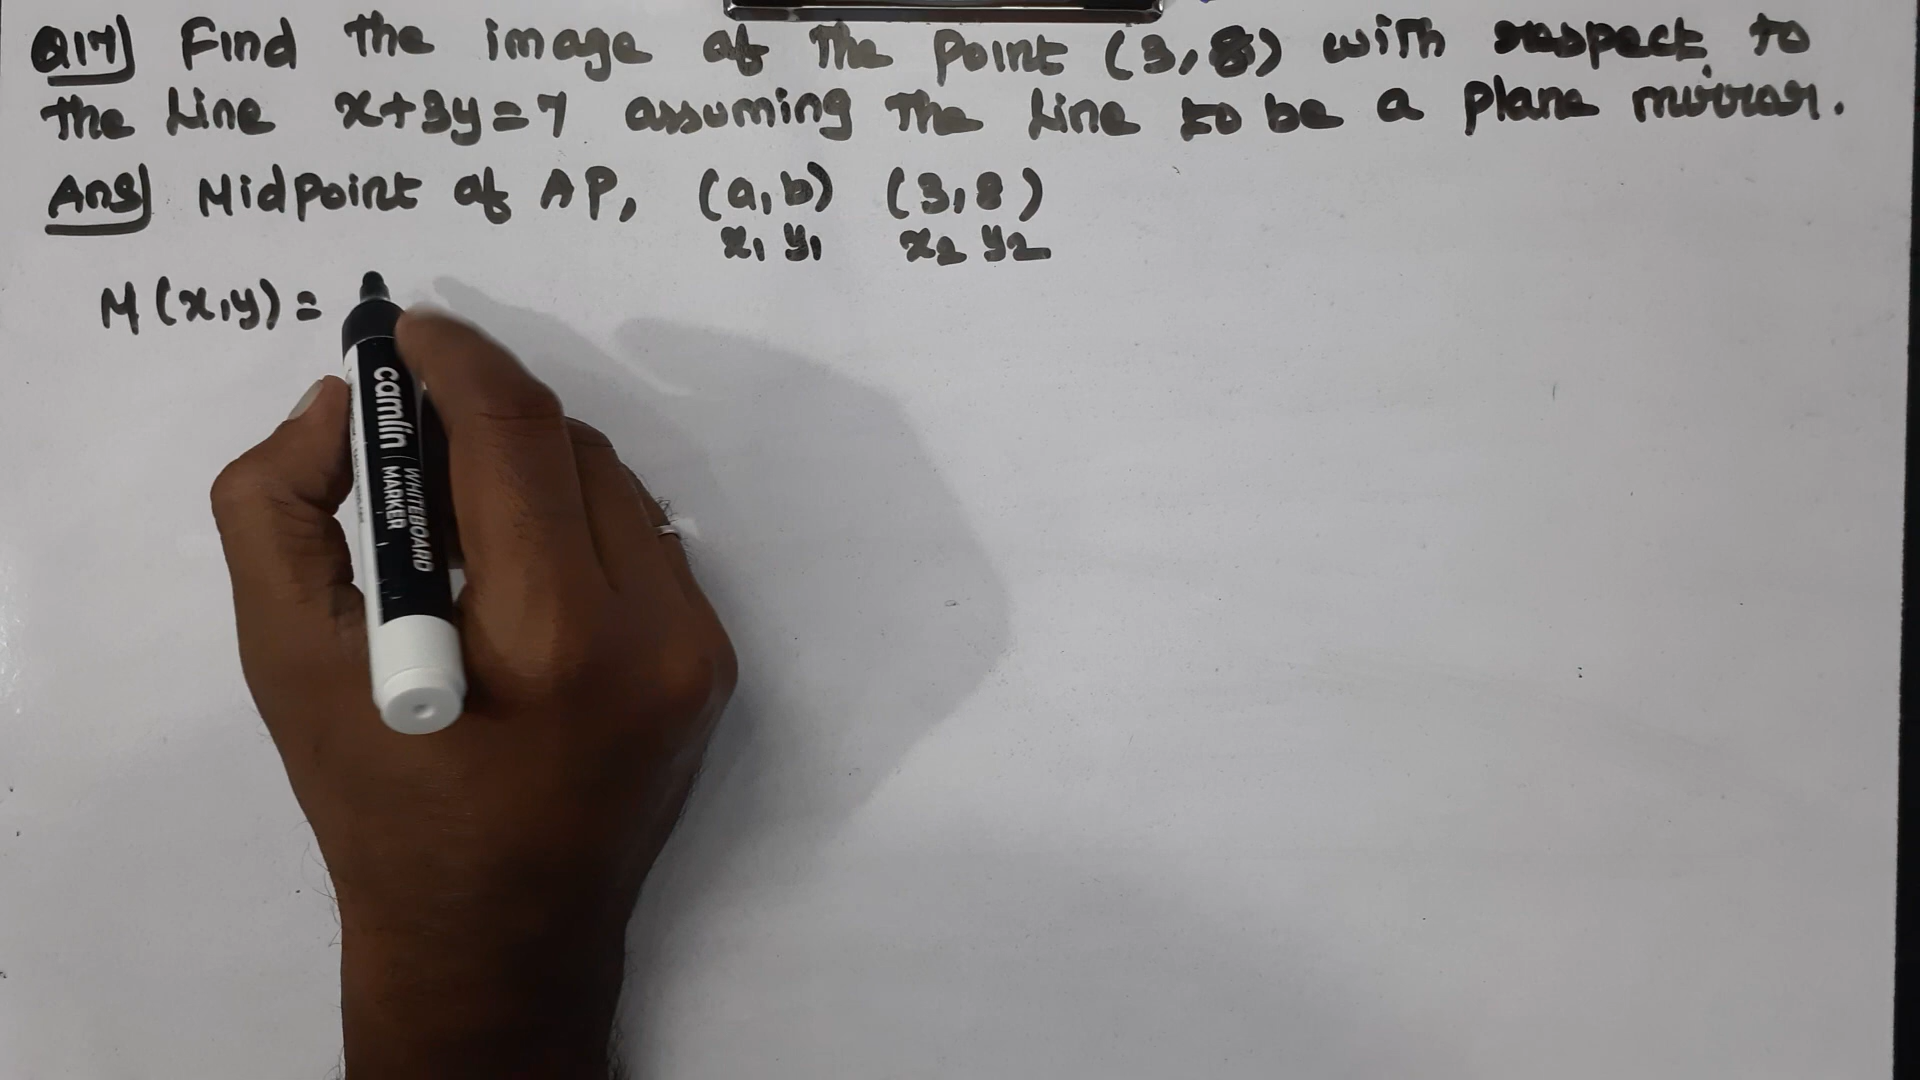 Q17) Find the image of the point (3,8) with respect to
the line x+3y=7 assuming the line to be a plane mirror.
Ans) Midpoint of AP, (a,b) (3,8)
x₁ y₁ x₂ y₂
M(x,y)=
camlin WHITEBOARD MARKER